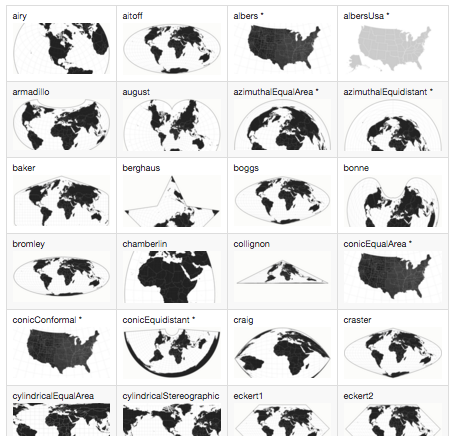 airy
aitoff
albers *
albersUsa *
armadillo
august
azimuthalEqualArea *
azimuthalEquidistant *
baker
berghaus
boggs
bonne
bromley
chamberlin
collignon
conicEqualArea *
conicConformal *
conicEquidistant *
craig
craster
cylindricalEqualArea
cylindricalStereographic
eckert1
eckert2